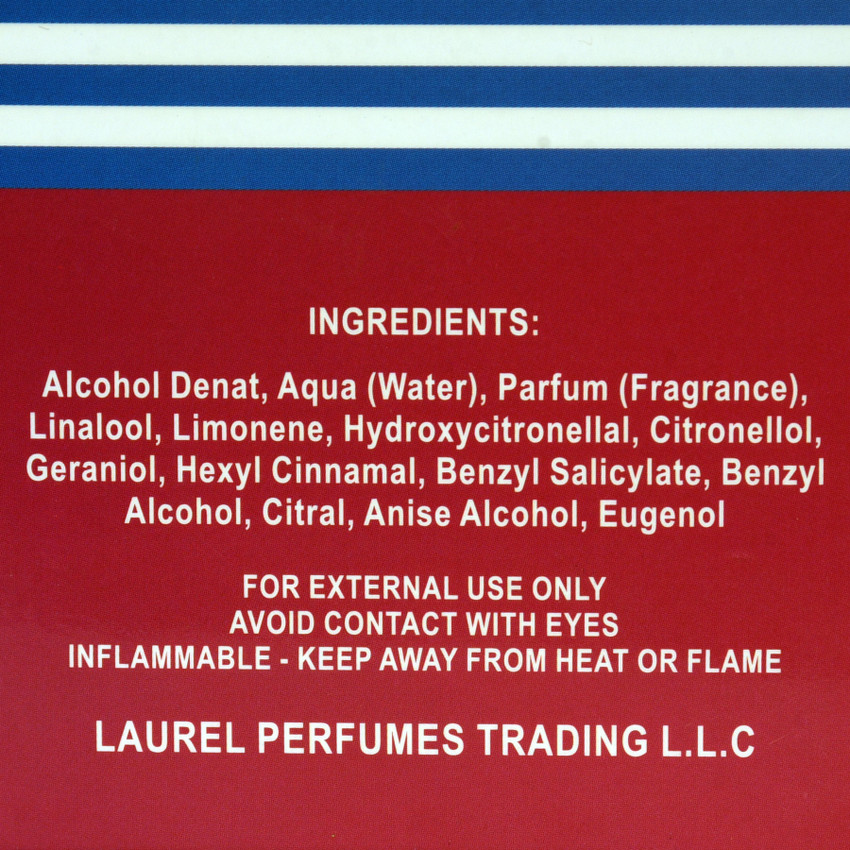 INGREDIENTS:
Alcohol Denat, Aqua (Water), Parfum (Fragrance),
Linalool, Limonene, Hydroxycitronellal, Citronellol,
Geraniol, Hexyl Cinnamal, Benzyl Salicylate, Benzyl
Alcohol, Citral, Anise Alcohol, Eugenol
FOR EXTERNAL USE ONLY
AVOID CONTACT WITH EYES
INFLAMMABLE - KEEP AWAY FROM HEAT OR FLAME
LAUREL PERFUMES TRADING L.L.C